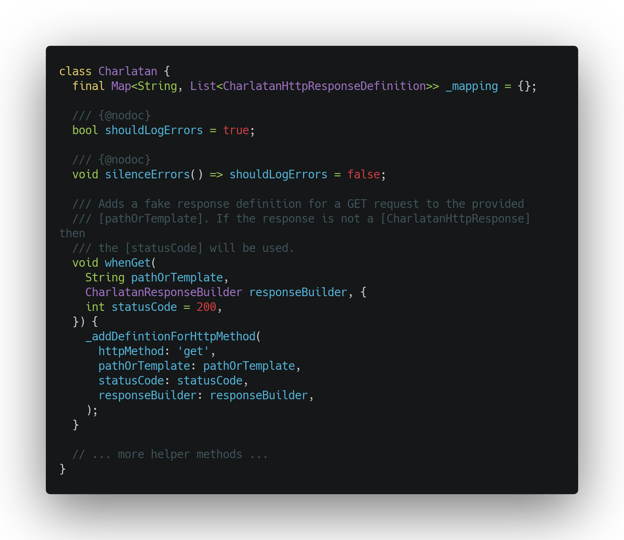 class Charlatan {
  final Map<String, List<CharlatanHttpResponseDefinition>> _mapping = {};

  /// {@nodoc}
  bool shouldLogErrors = true;

  /// {@nodoc}
  void silenceErrors() => shouldLogErrors = false;

  /// Adds a fake response definition for a GET request to the provided
  /// [pathOrTemplate]. If the response is not a [CharlatanHttpResponse]
then
  /// the [statusCode] will be used.
  void whenGet(
    String pathOrTemplate,
    CharlatanResponseBuilder responseBuilder, {
    int statusCode = 200,
  }) {
    _addDefintionForHttpMethod(
      httpMethod: 'get',
      pathOrTemplate: pathOrTemplate,
      statusCode: statusCode,
      responseBuilder: responseBuilder,
    );
  }

  // ... more helper methods ...
}